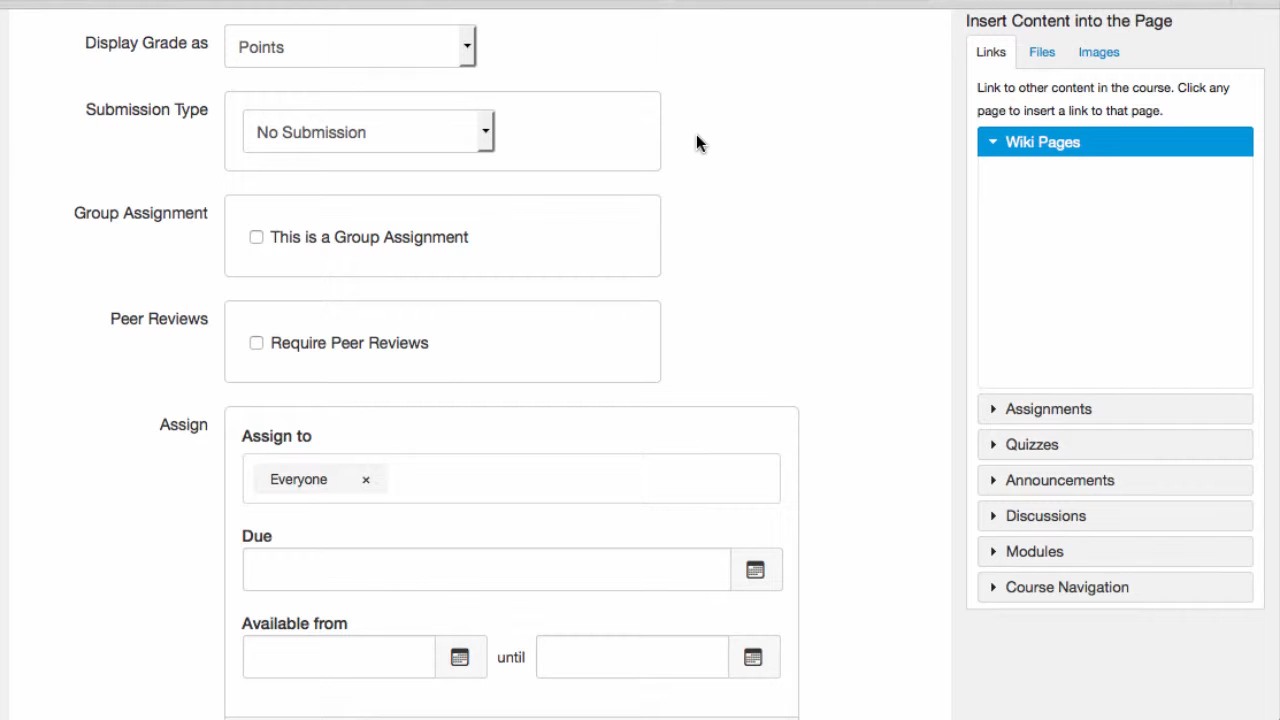 Display Grade as
Points
Submission Type
No Submission
Group Assignment
This is a Group Assignment
Peer Reviews
Require Peer Reviews
Assign
Assign to
Everyone ×
Due
Available from
until
Insert Content into the Page
Links Files Images
Link to other content in the course. Click any
page to insert a link to that page.
Wiki Pages
Assignments
Quizzes
Announcements
Discussions
Modules
Course Navigation